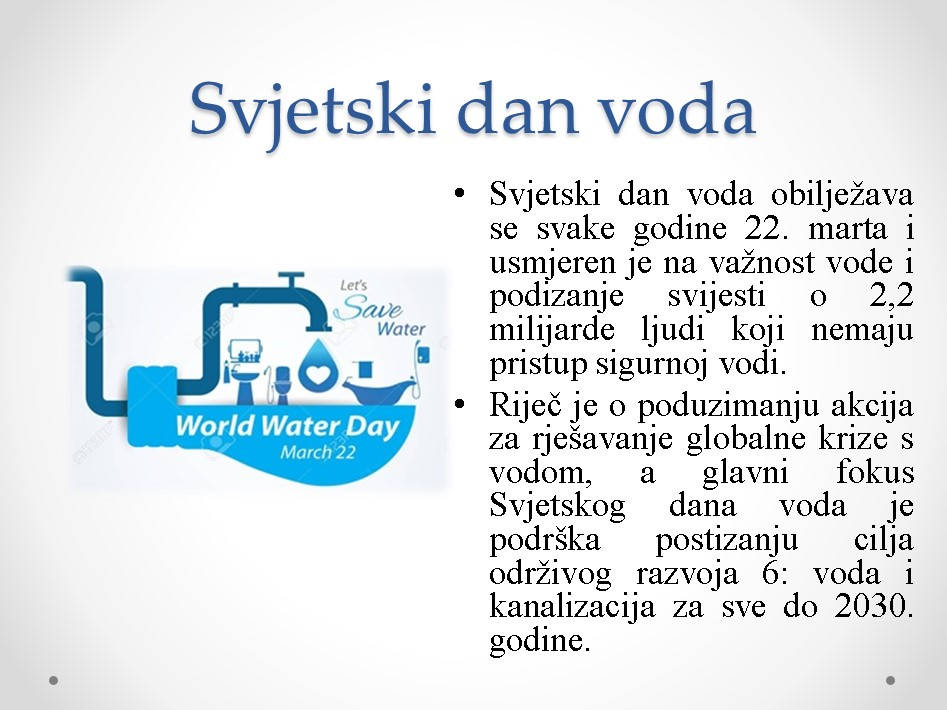 Svjetski dan voda
Let's
Save
Water
World Water Day
March 22
• Svjetski dan voda obilježava
se svake godine 22. marta i
usmjeren je na važnost vode i
podizanje svijesti o 2,2
milijarde ljudi koji nemaju
pristup sigurnoj vodi.
• Riječ je o poduzimanju akcija
za rješavanje globalne krize s
vodom, a glavni fokus
Svjetskog dana voda je
podrška postizanju cilja
održivog razvoja 6: voda i
kanalizacija za sve do 2030.
godine.